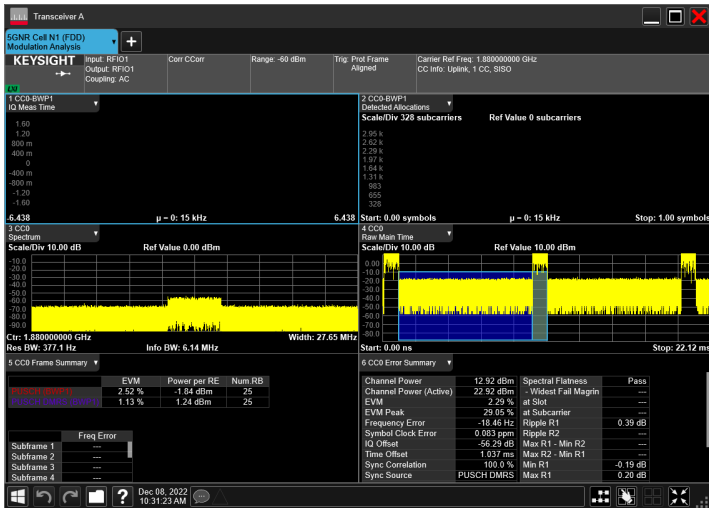 Transceiver A
5GNR Cell N1 (FDD)
Modulation Analysis
KEYSIGHT
Input: RFIO1
Output: RFIO1
Coupling: AC
Corr CCorr
Range: -60 dBm
Trig: Prot Frame
Aligned
Carrier Ref Freq: 1.880000000 GHz
CC Info: Uplink, 1 CC, SISO
LXI
1 CC0-BWP1
IQ Meas Time
1.60
1.20
800 m
400 m
0
-400 m
-800 m
-1.20
-1.60
-6.438
μ – 0: 15 kHz
6.438
2 CC0-BWP1
Detected Allocations
Scale/Div 328 subcarriers
Ref Value 0 subcarriers
2.95 k
2.62 k
2.29 k
1.97 k
1.64 k
1.31 k
983
655
328
Start: 0.00 symbols
μ – 0: 15 kHz
Stop: 1.00 symbols
3 CC0
Spectrum
Scale/Div 10.00 dB
Ref Value 0.00 dBm
-10.0
-20.0
-30.0
-40.0
-50.0
-60.0
-70.0
-80.0
-90.0
Ctr: 1.880000000 GHz
Width: 27.65 MHz
Res BW: 377.1 Hz
Info BW: 6.14 MHz
4 CC0
Raw Main Time
Scale/Div 10.00 dB
Ref Value 10.00 dBm
0.00
-10.0
-20.0
-30.0
-40.0
-50.0
-60.0
-70.0
-80.0
Start: 0.00 ns
Stop: 22.12 ms
5 CC0 Frame Summary
EVM Power per RE Num.RB
2.52 % -1.84 dBm 25
1.13 % 1.24 dBm 25
Freq Error
Subframe 1 ---
Subframe 2 ---
Subframe 3 ---
Subframe 4 ---
6 CC0 Error Summary
Channel Power 12.92 dBm Spectral Flatness Pass
Channel Power (Active) 22.92 dBm - Widest Fail Magrin ---
EVM 2.29 % at Slot ---
EVM Peak 29.05 % at Subcarrier ---
Frequency Error -18.46 Hz Ripple R1 0.39 dB
Symbol Clock Error 0.083 ppm Ripple R2 ---
IQ Offset -56.29 dB Max R1 - Min R2 ---
Time Offset 1.037 ms Max R2 - Min R1 ---
Sync Correlation 100.0 % Min R1 -0.19 dB
Sync Source PUSCH DMRS Max R1 0.20 dB
Dec 08, 2022
10:31:23 AM